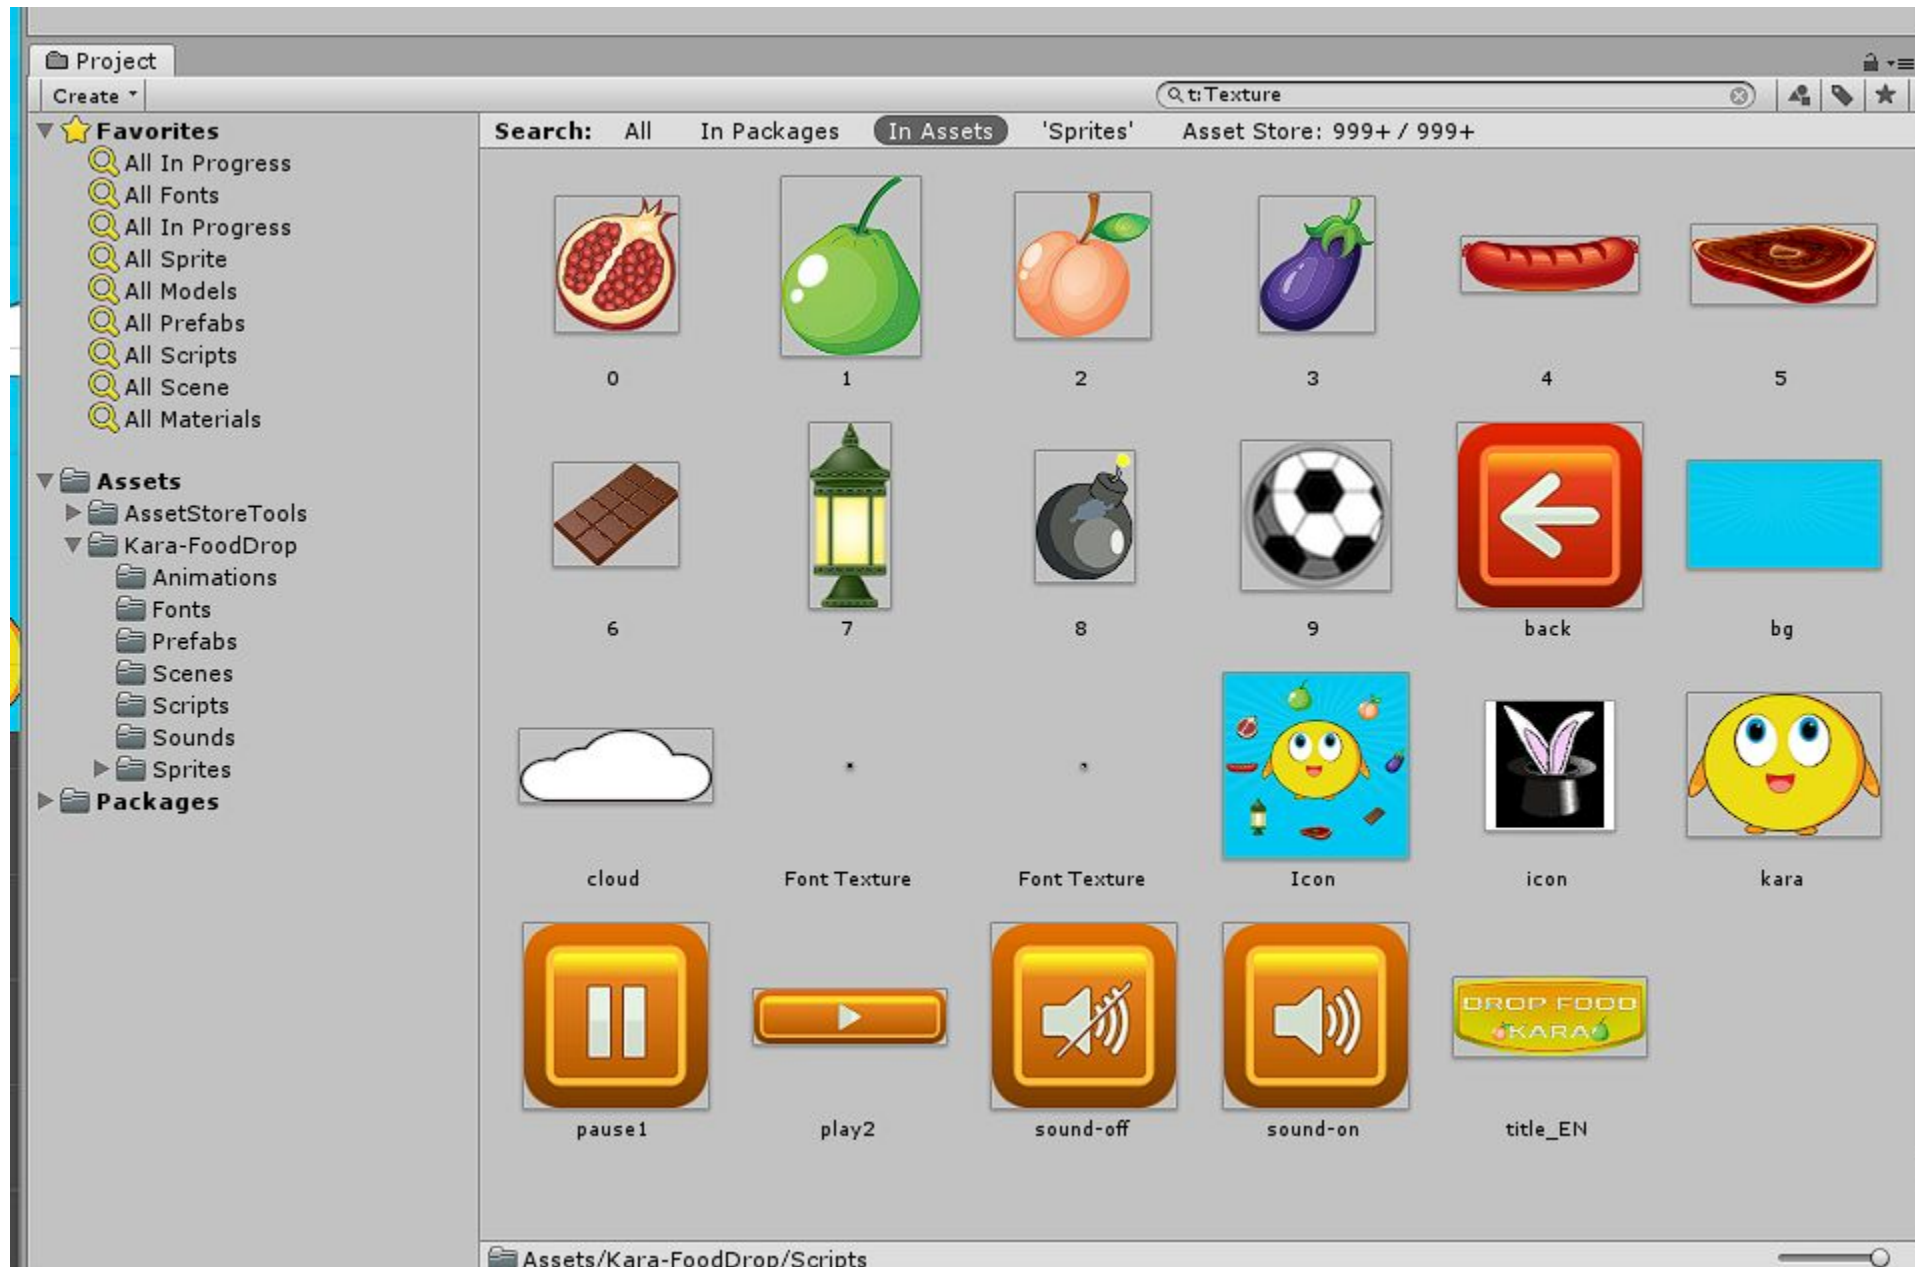 Project
Create
t:Texture
Search: All In Packages In Assets 'Sprites' Asset Store: 999+ / 999+
Favorites
All In Progress
All Fonts
All In Progress
All Sprite
All Models
All Prefabs
All Scripts
All Scene
All Materials
Assets
AssetStoreTools
Kara-FoodDrop
Animations
Fonts
Prefabs
Scenes
Scripts
Sounds
Sprites
Packages
0 1 2 3 4 5
6 7 8 9 back bg
cloud Font Texture Font Texture Icon icon kara
DROP FOOD
KARA
pause1 play2 sound-off sound-on title_EN
Assets/Kara-FoodDrop/Scripts